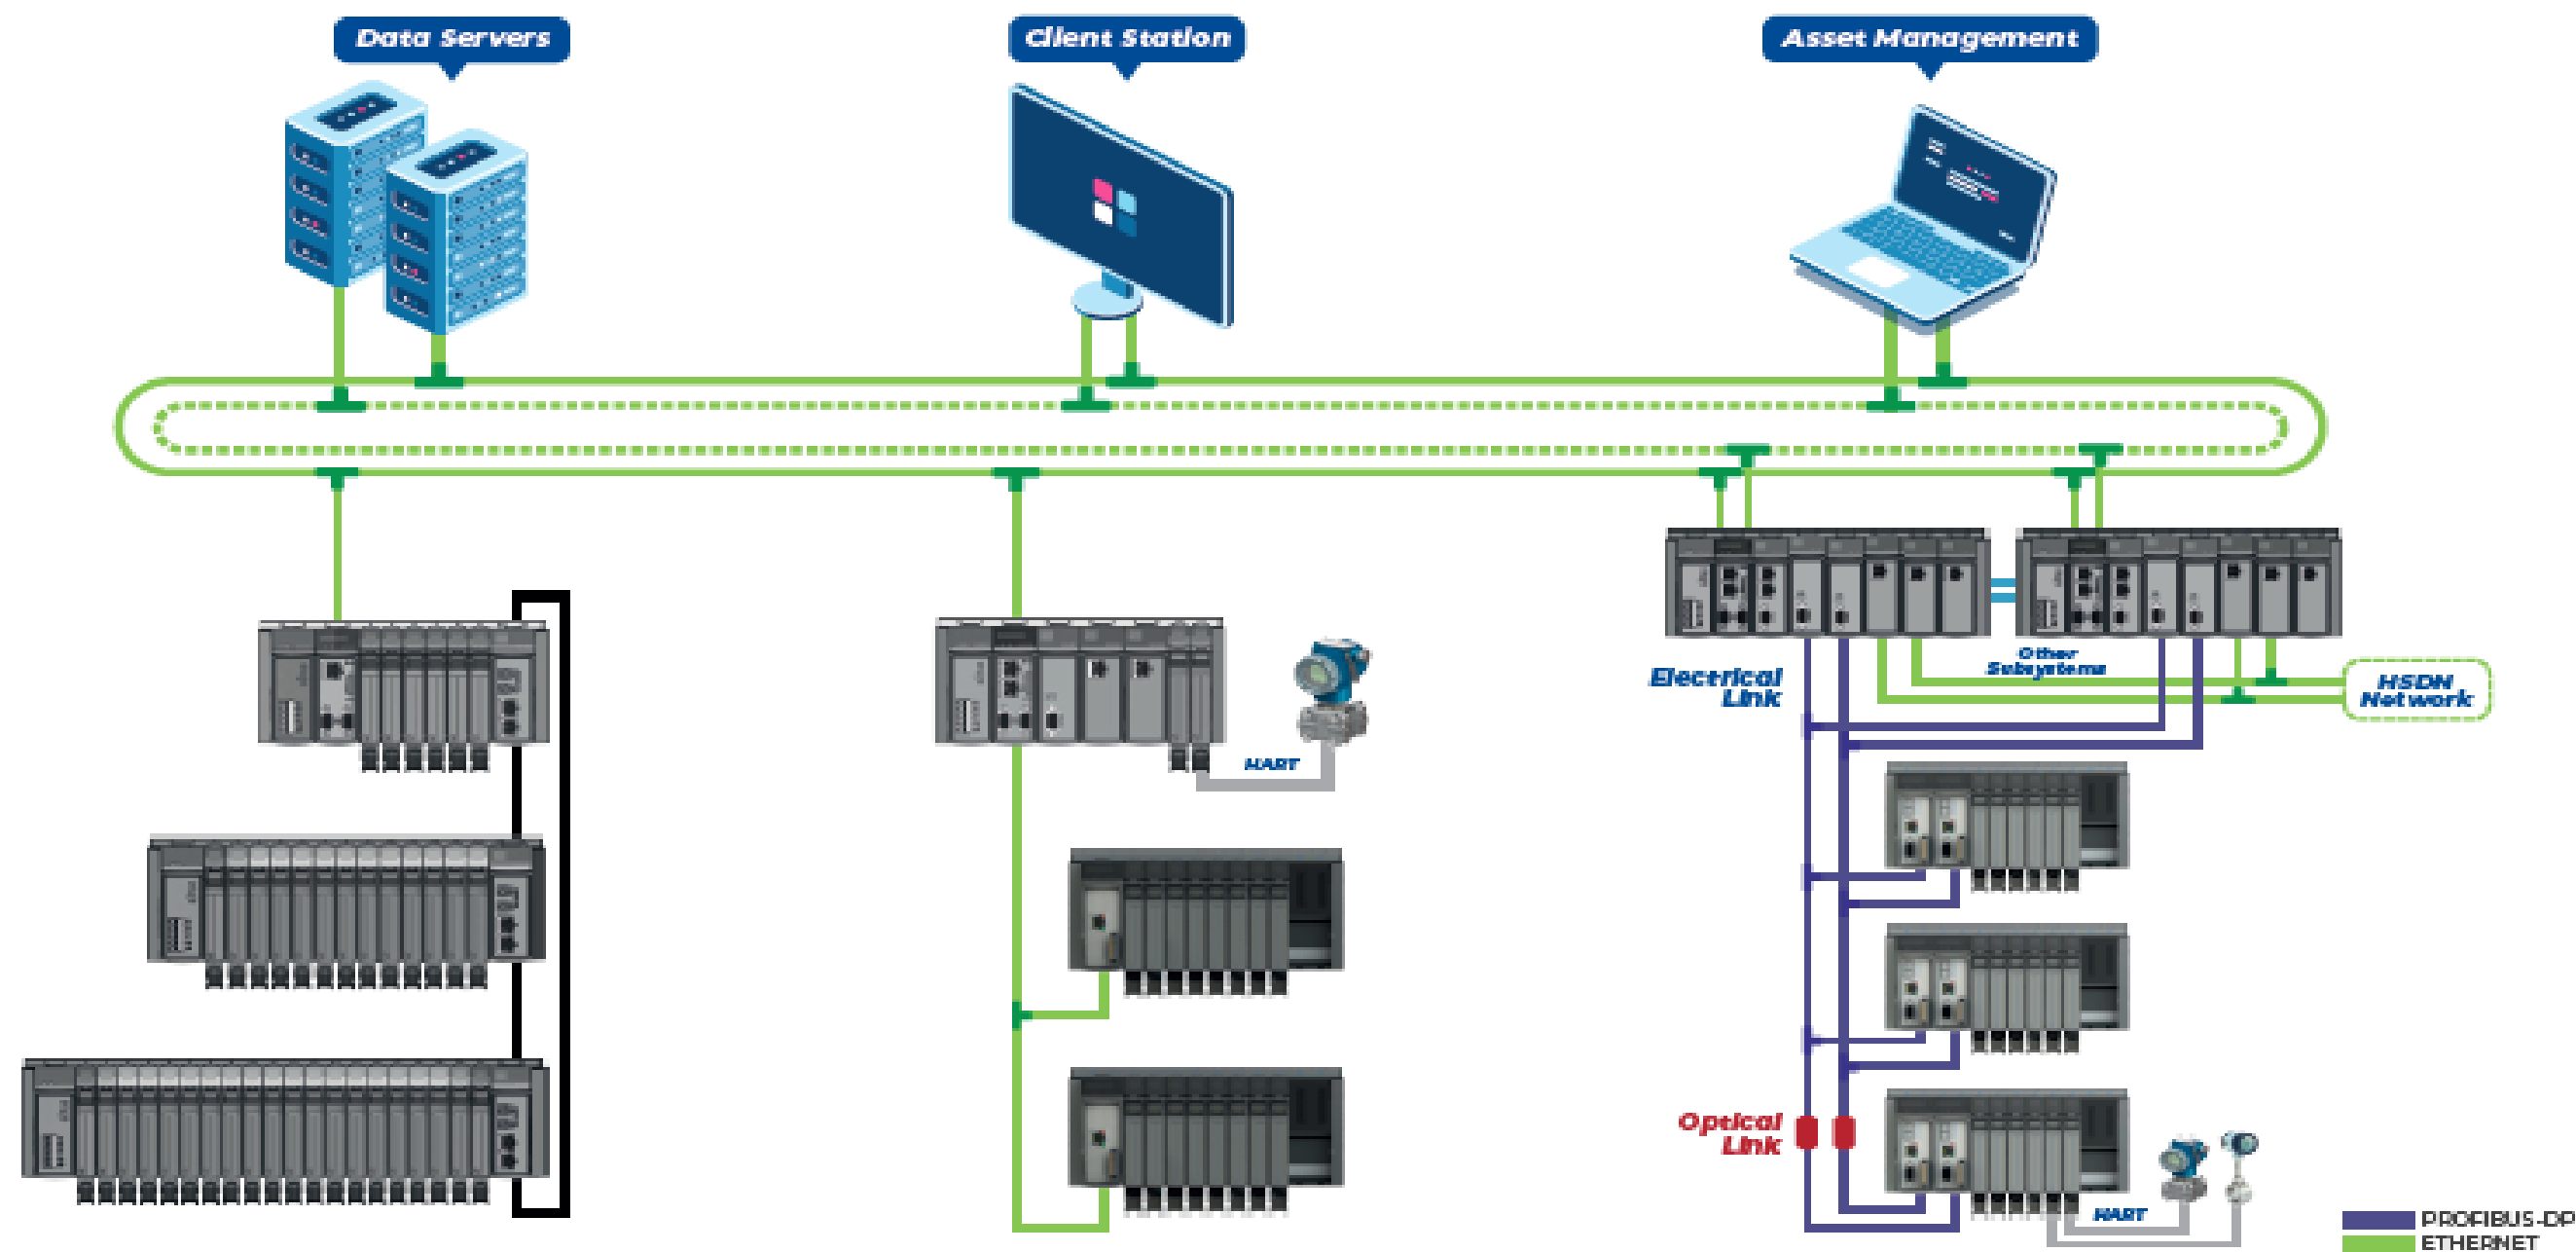 Data Servers
Client Station
Asset Management
Electrical
Link
Other
Subsystems
HSDN
Network
HART
Optical
Link
HART
PROFIBUS-DP
ETHERNET